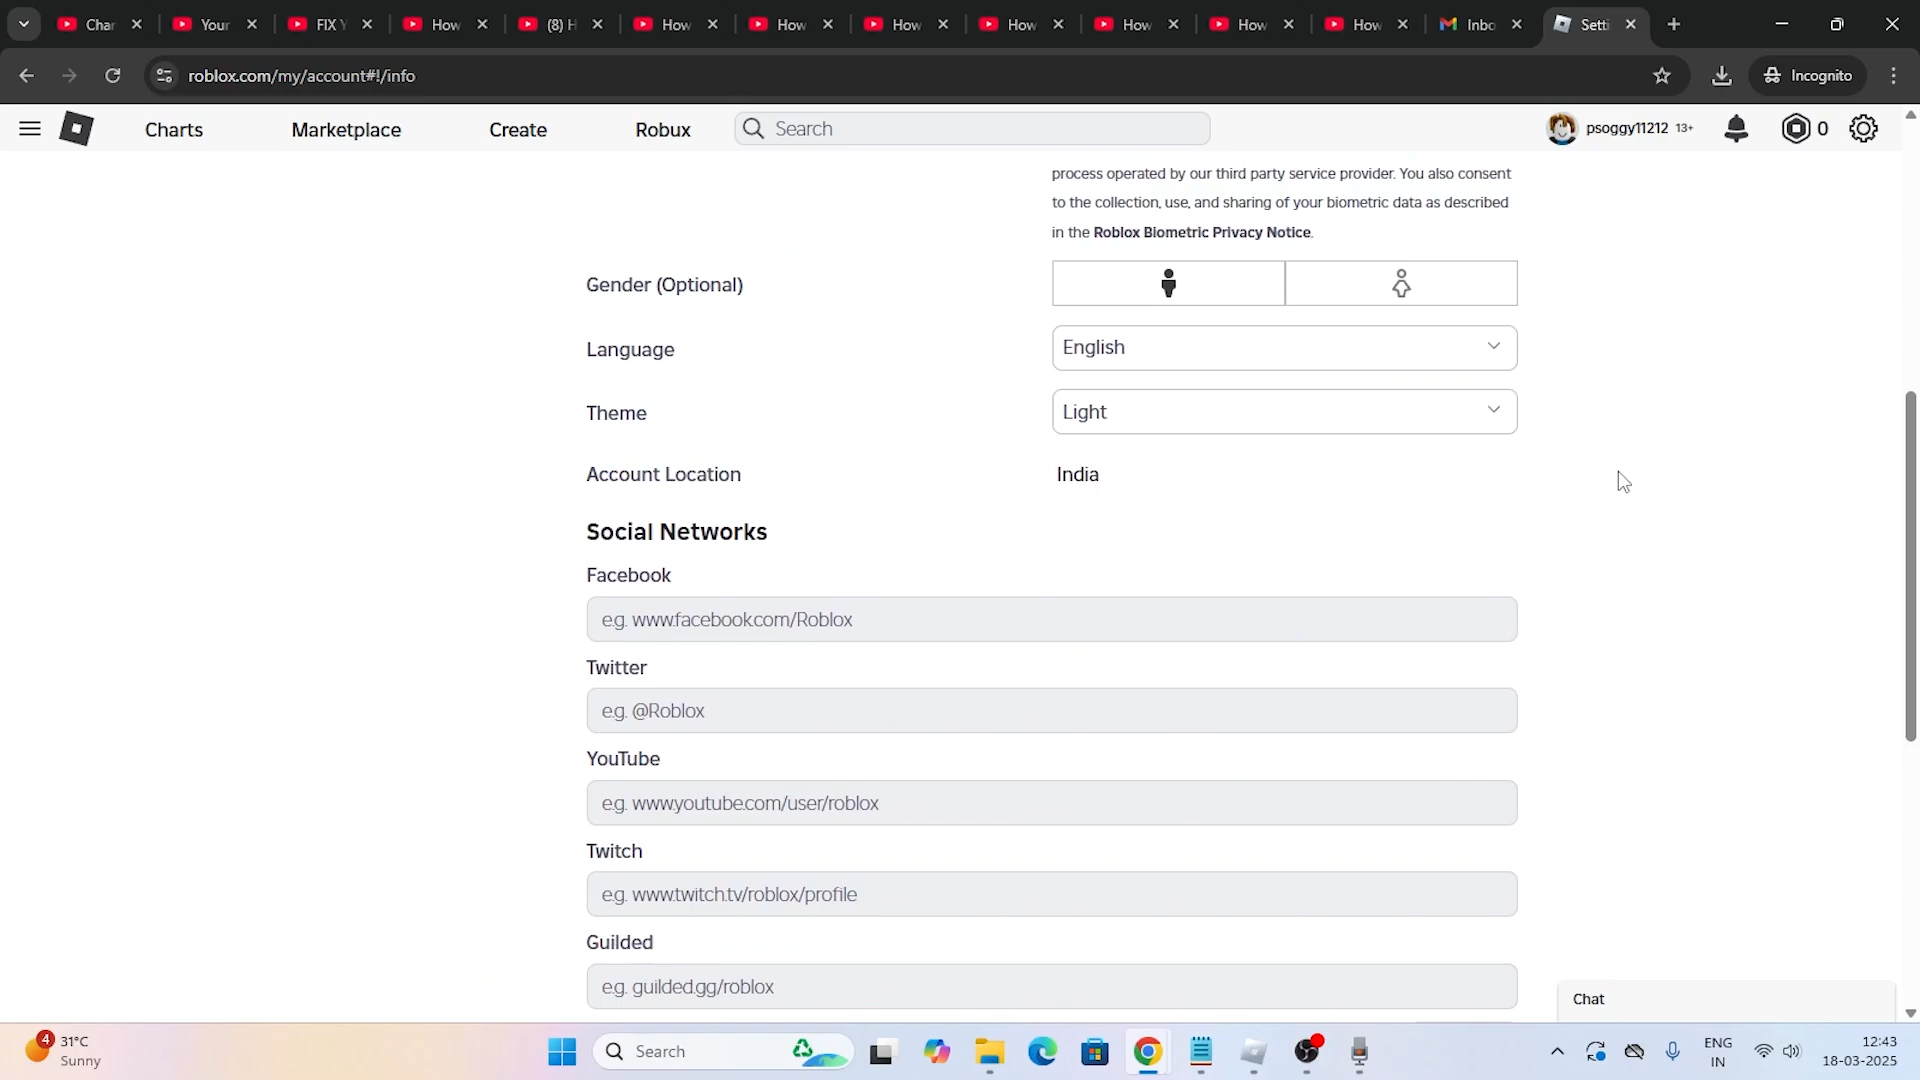 Char
Your
FIX Y
How
(8) H
How
How
How
How
How
How
How
Inbo
Setti
roblox.com/my/account#!/info
Incognito
Charts
Marketplace
Create
Robux
Search
psoggy11212 13+
0
process operated by our third party service provider. You also consent
to the collection, use, and sharing of your biometric data as described
in the Roblox Biometric Privacy Notice.
Gender (Optional)
Language
English
Theme
Light
Account Location
India
Social Networks
Facebook
e.g. www.facebook.com/Roblox
Twitter
e.g. @Roblox
YouTube
e.g. www.youtube.com/user/roblox
Twitch
e.g. www.twitch.tv/roblox/profile
Guilded
e.g. guilded.gg/roblox
Chat
4
31°C
Sunny
Search
ENG
IN
12:43
18-03-2025